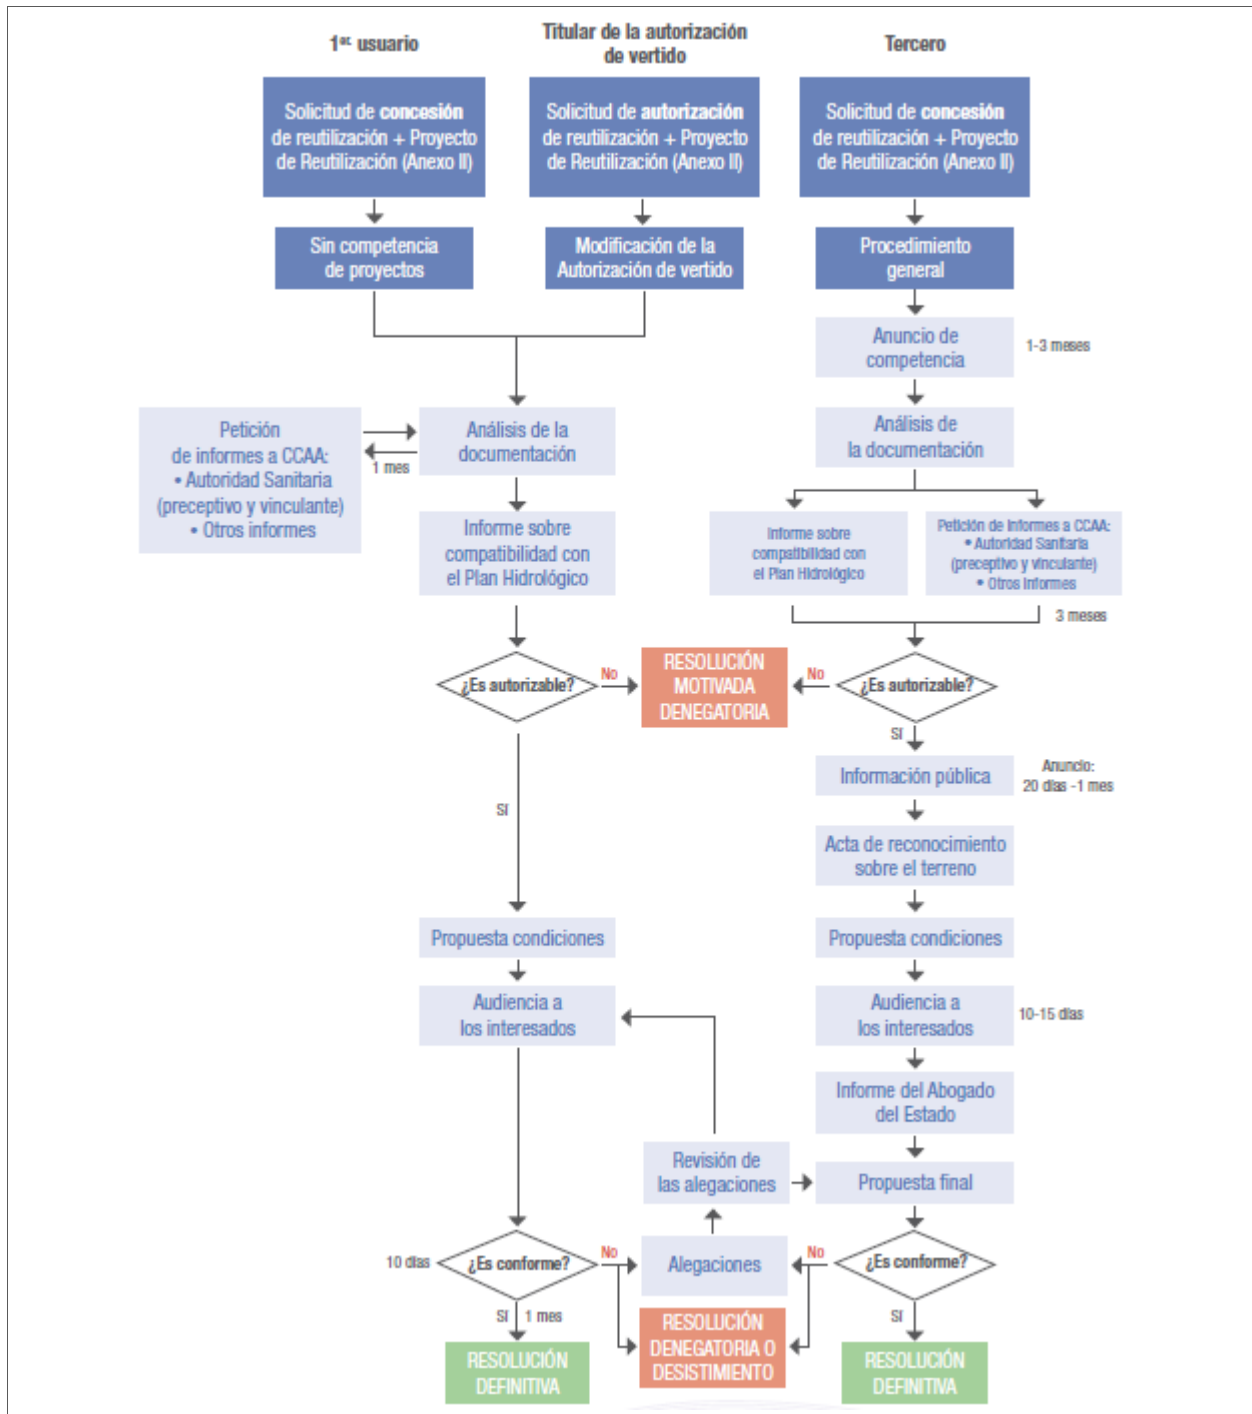 1er usuario
Titular de la autorización
de vertido
Tercero
Solicitud de concesión
de reutilización + Proyecto
de Reutilización (Anexo II)
Solicitud de autorización
de reutilización + Proyecto
de Reutilización (Anexo II)
Solicitud de concesión
de reutilización + Proyecto
de Reutilización (Anexo II)
Sin competencia
de proyectos
Modificación de la
Autorización de vertido
Procedimiento
general
Anuncio de
competencia
1-3 meses
Petición
de informes a CCAA:
• Autoridad Sanitaria
(preceptivo y vinculante)
• Otros informes
1 mes
Análisis de la
documentación
Análisis de
la documentación
Informe sobre
compatibilidad con
el Plan Hidrológico
Informe sobre
compatibilidad con
el Plan Hidrológico
Petición de Informes a CCAA:
• Autoridad Sanitaria
(preceptivo y vinculante)
• Otros Informes
3 meses
¿Es autorizable?
No
RESOLUCIÓN
MOTIVADA
DENEGATORIA
No
¿Es autorizable?
Sí
Sí
Información pública
Anuncio:
20 días -1 mes
Acta de reconocimiento
sobre el terreno
Propuesta condiciones
Propuesta condiciones
Audiencia a
los interesados
Audiencia a
los interesados
10-15 días
Informe del Abogado
del Estado
Revisión de
las alegaciones
Propuesta final
10 días
¿Es conforme?
No
Alegaciones
No
¿Es conforme?
Sí
1 mes
Sí
RESOLUCIÓN
DENEGATORIA O
DESISTIMIENTO
RESOLUCIÓN
DEFINITIVA
RESOLUCIÓN
DEFINITIVA